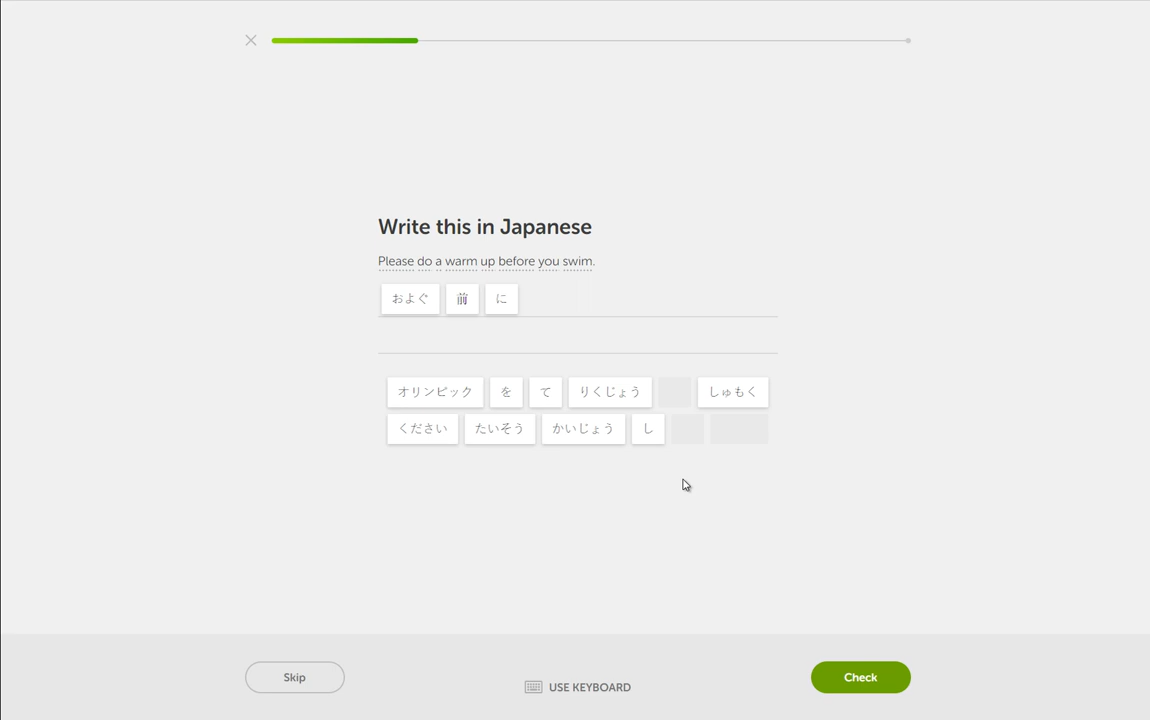 Write this in Japanese
Please do a warm up before you swim.
およぐ 前 に
オリンピック を て りくじょう しゅもく
ください たいそう かいじょう し
Skip
USE KEYBOARD
Check